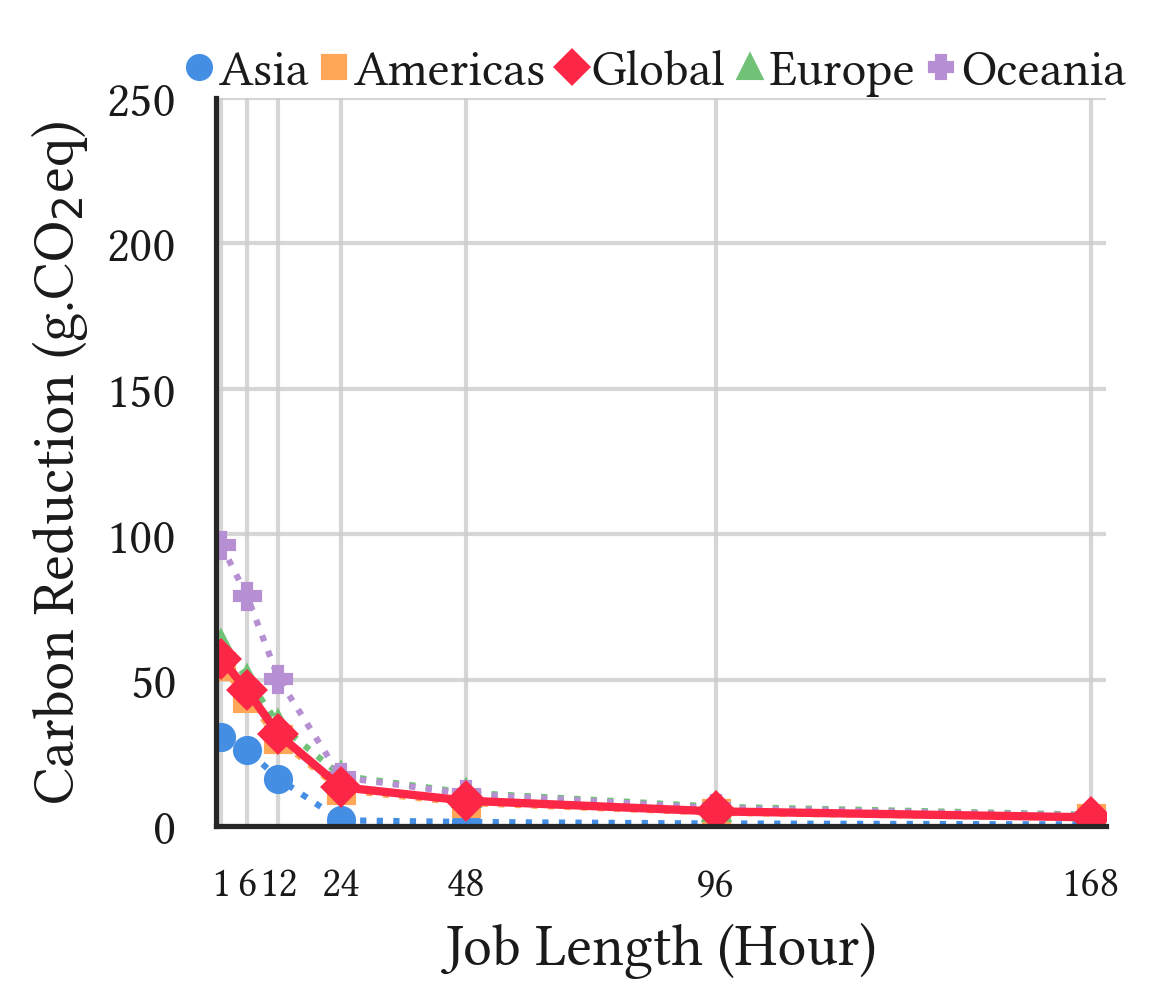 Asia Americas Global Europe Oceania
250
200
150
100
50
0
Carbon Reduction (g.CO₂eq)
1 6 12 24 48 96 168
Job Length (Hour)